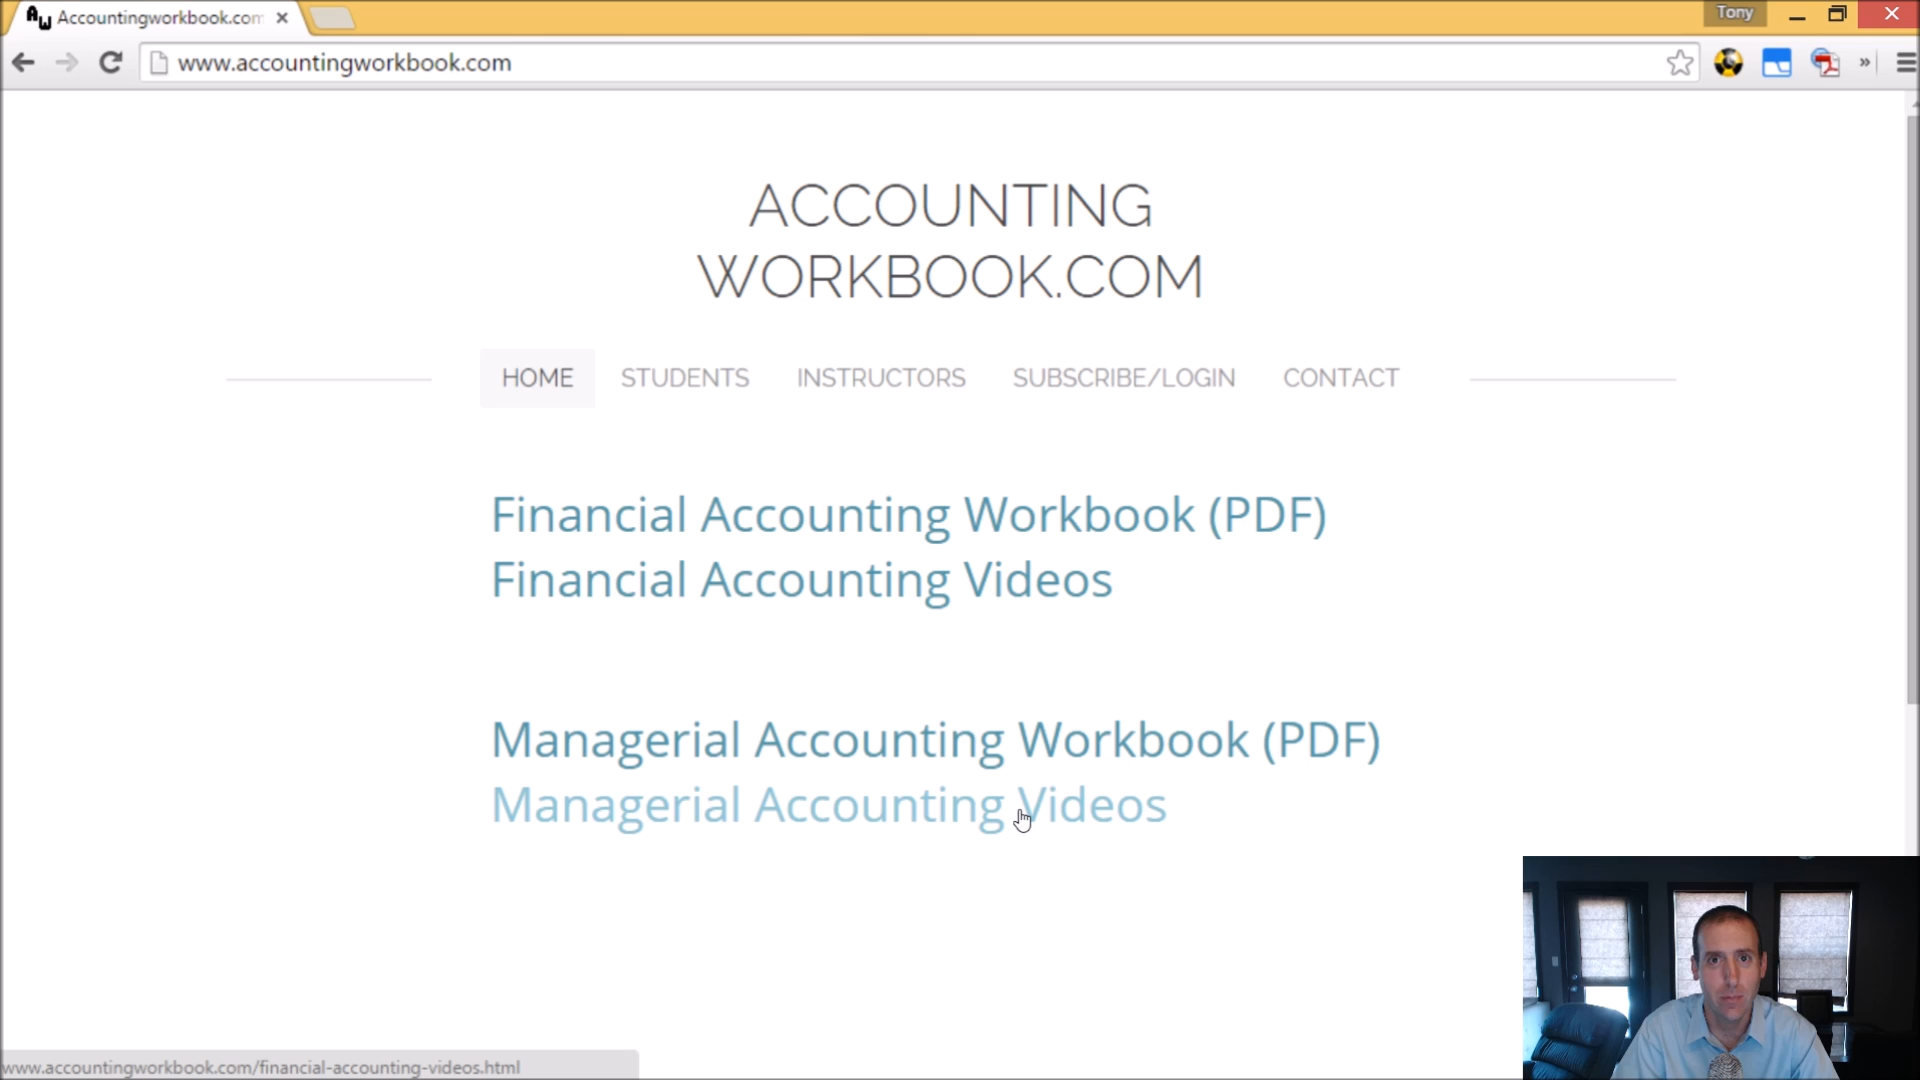 Accountingworkbook.com
Tony
www.accountingworkbook.com
ACCOUNTING
WORKBOOK.COM
HOME STUDENTS INSTRUCTORS SUBSCRIBE/LOGIN CONTACT
Financial Accounting Workbook (PDF)
Financial Accounting Videos
Managerial Accounting Workbook (PDF)
Managerial Accounting Videos
www.accountingworkbook.com/financial-accounting-videos.html